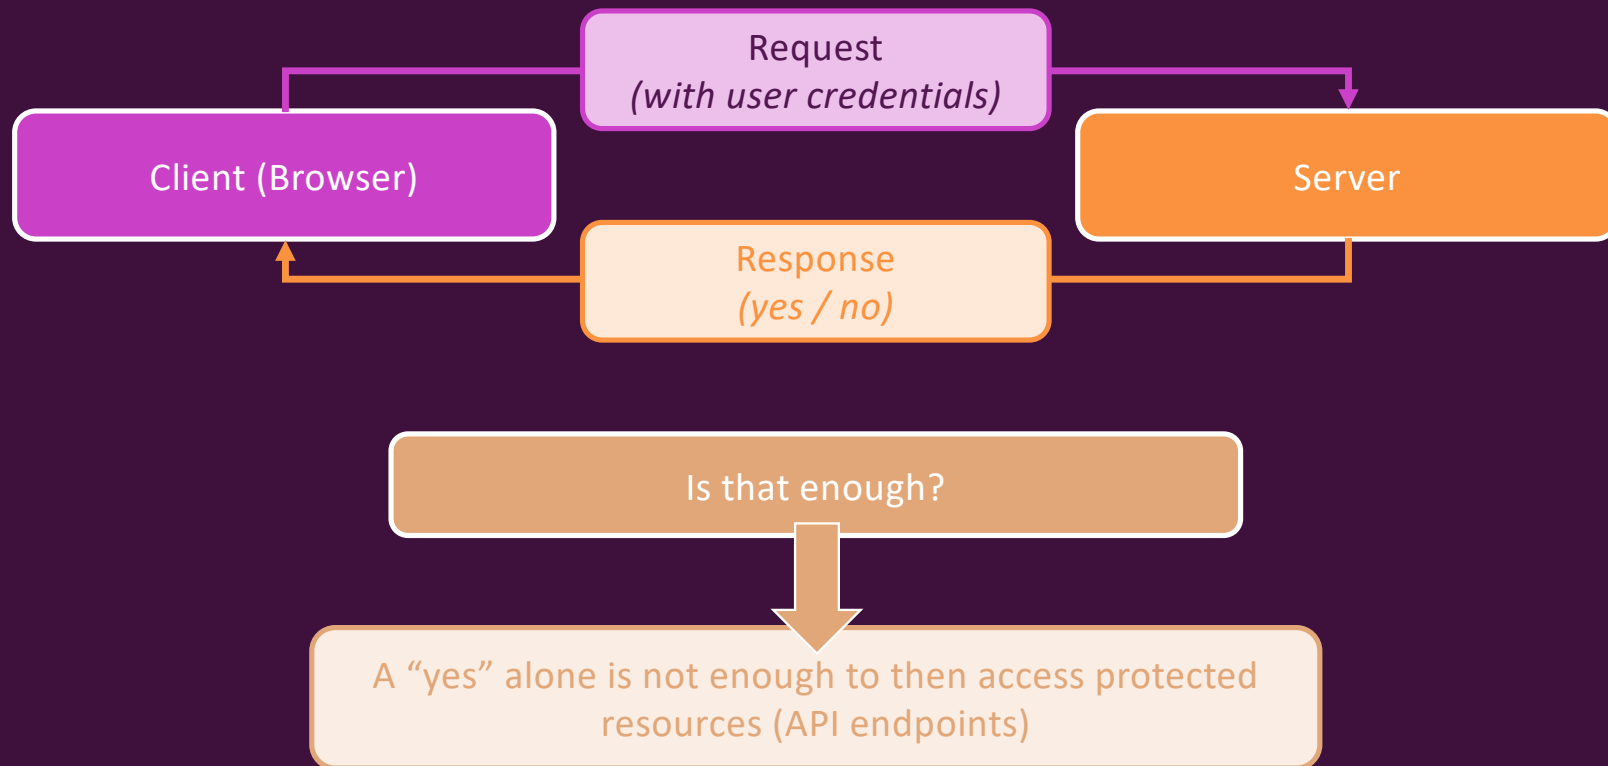 Request
(with user credentials)
Client (Browser)
Server
Response
(yes / no)
Is that enough?
A “yes” alone is not enough to then access protected
resources (API endpoints)